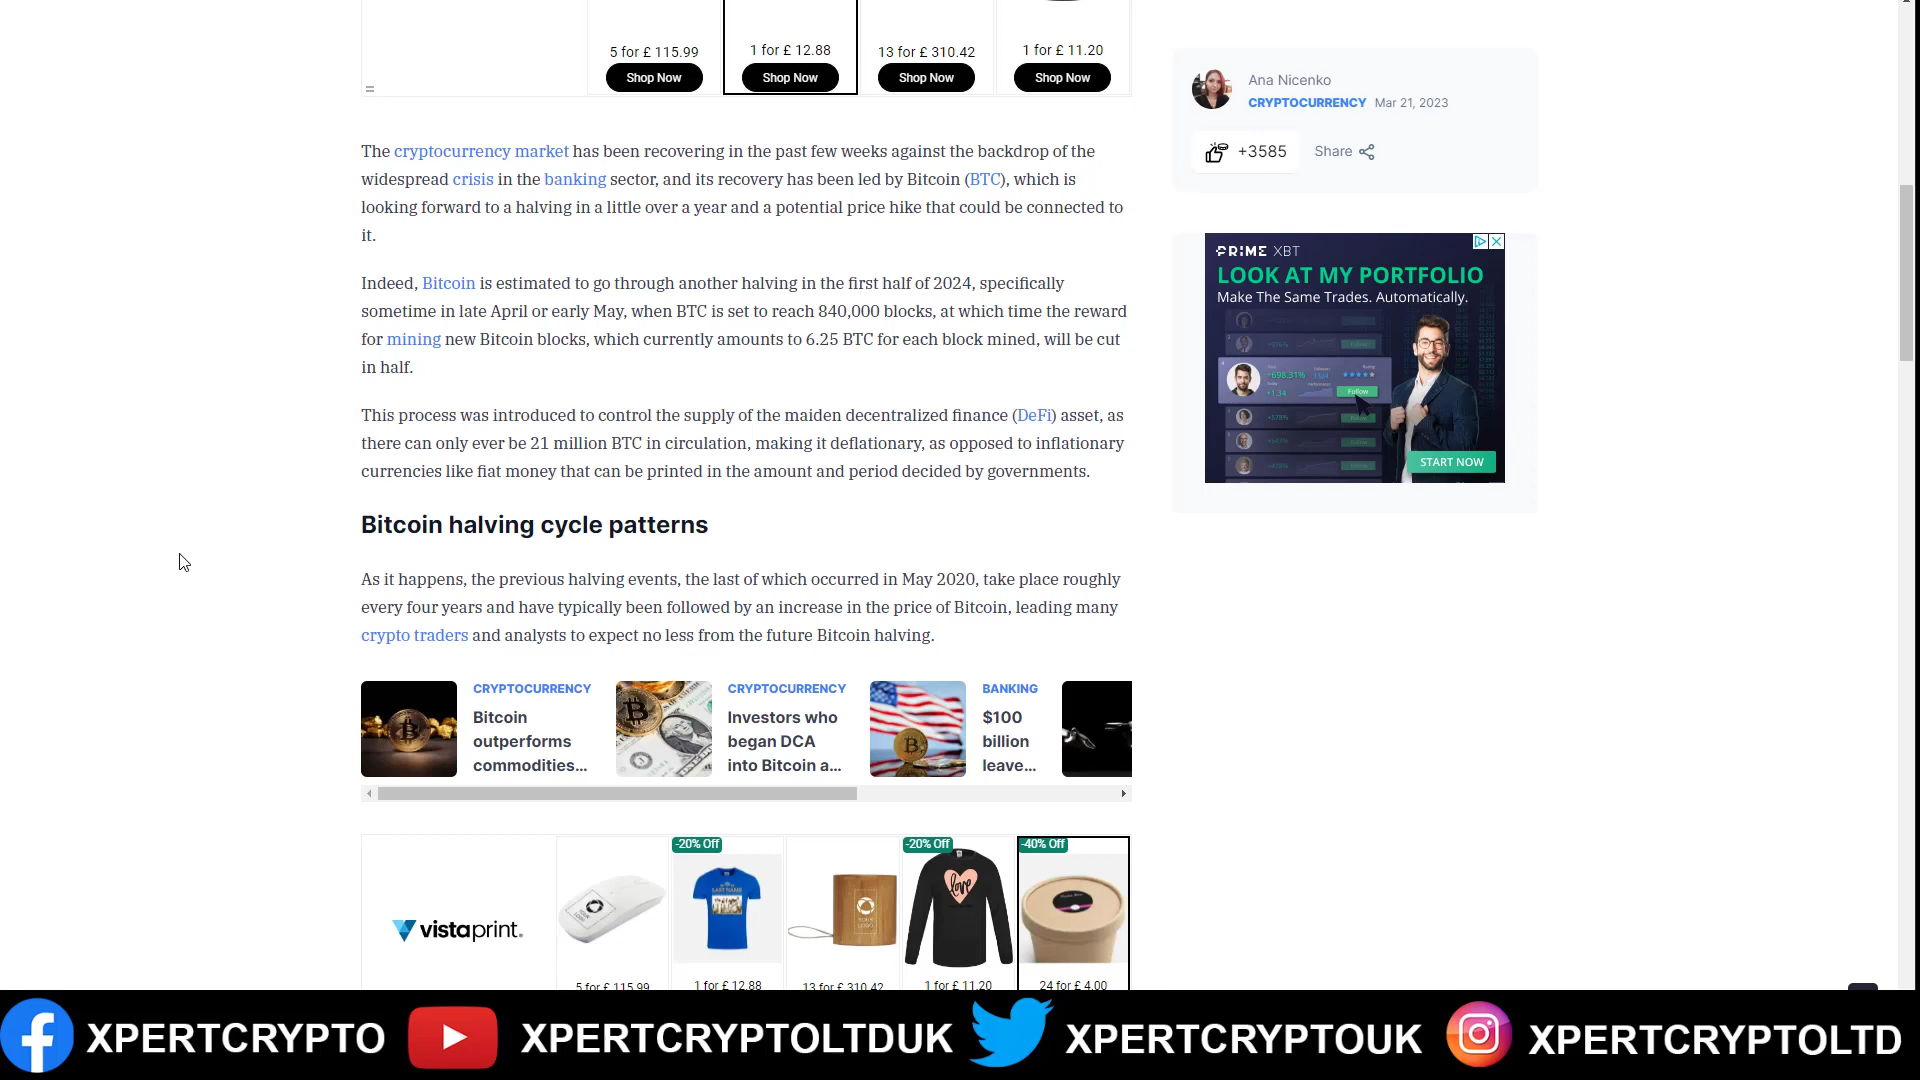 5 for £ 115.99
Shop Now
1 for £ 12.88
Shop Now
13 for £ 310.42
Shop Now
1 for £ 11.20
Shop Now
The cryptocurrency market has been recovering in the past few weeks against the backdrop of the
widespread crisis in the banking sector, and its recovery has been led by Bitcoin (BTC), which is
looking forward to a halving in a little over a year and a potential price hike that could be connected to
it.
Indeed, Bitcoin is estimated to go through another halving in the first half of 2024, specifically
sometime in late April or early May, when BTC is set to reach 840,000 blocks, at which time the reward
for mining new Bitcoin blocks, which currently amounts to 6.25 BTC for each block mined, will be cut
in half.
This process was introduced to control the supply of the maiden decentralized finance (DeFi) asset, as
there can only ever be 21 million BTC in circulation, making it deflationary, as opposed to inflationary
currencies like fiat money that can be printed in the amount and period decided by governments.
Bitcoin halving cycle patterns
As it happens, the previous halving events, the last of which occurred in May 2020, take place roughly
every four years and have typically been followed by an increase in the price of Bitcoin, leading many
crypto traders and analysts to expect no less from the future Bitcoin halving.
CRYPTOCURRENCY
Bitcoin
outperforms
commodities...
CRYPTOCURRENCY
Investors who
began DCA
into Bitcoin a...
BANKING
$100
billion
leave...
vistaprint.
5 for £ 115.99
-20% Off
1 for £ 12.88
13 for £ 310.42
-20% Off
love
1 for £ 11.20
-40% Off
24 for £ 4.00
Ana Nicenko
CRYPTOCURRENCY Mar 21, 2023
+3585
Share
PRIME XBT
LOOK AT MY PORTFOLIO
Make The Same Trades. Automatically.
+698.31%
+1.34
Follow
START NOW
XPERTCRYPTO
XPERTCRYPTOLTDUK
XPERTCRYPTOUK
XPERTCRYPTOLTD